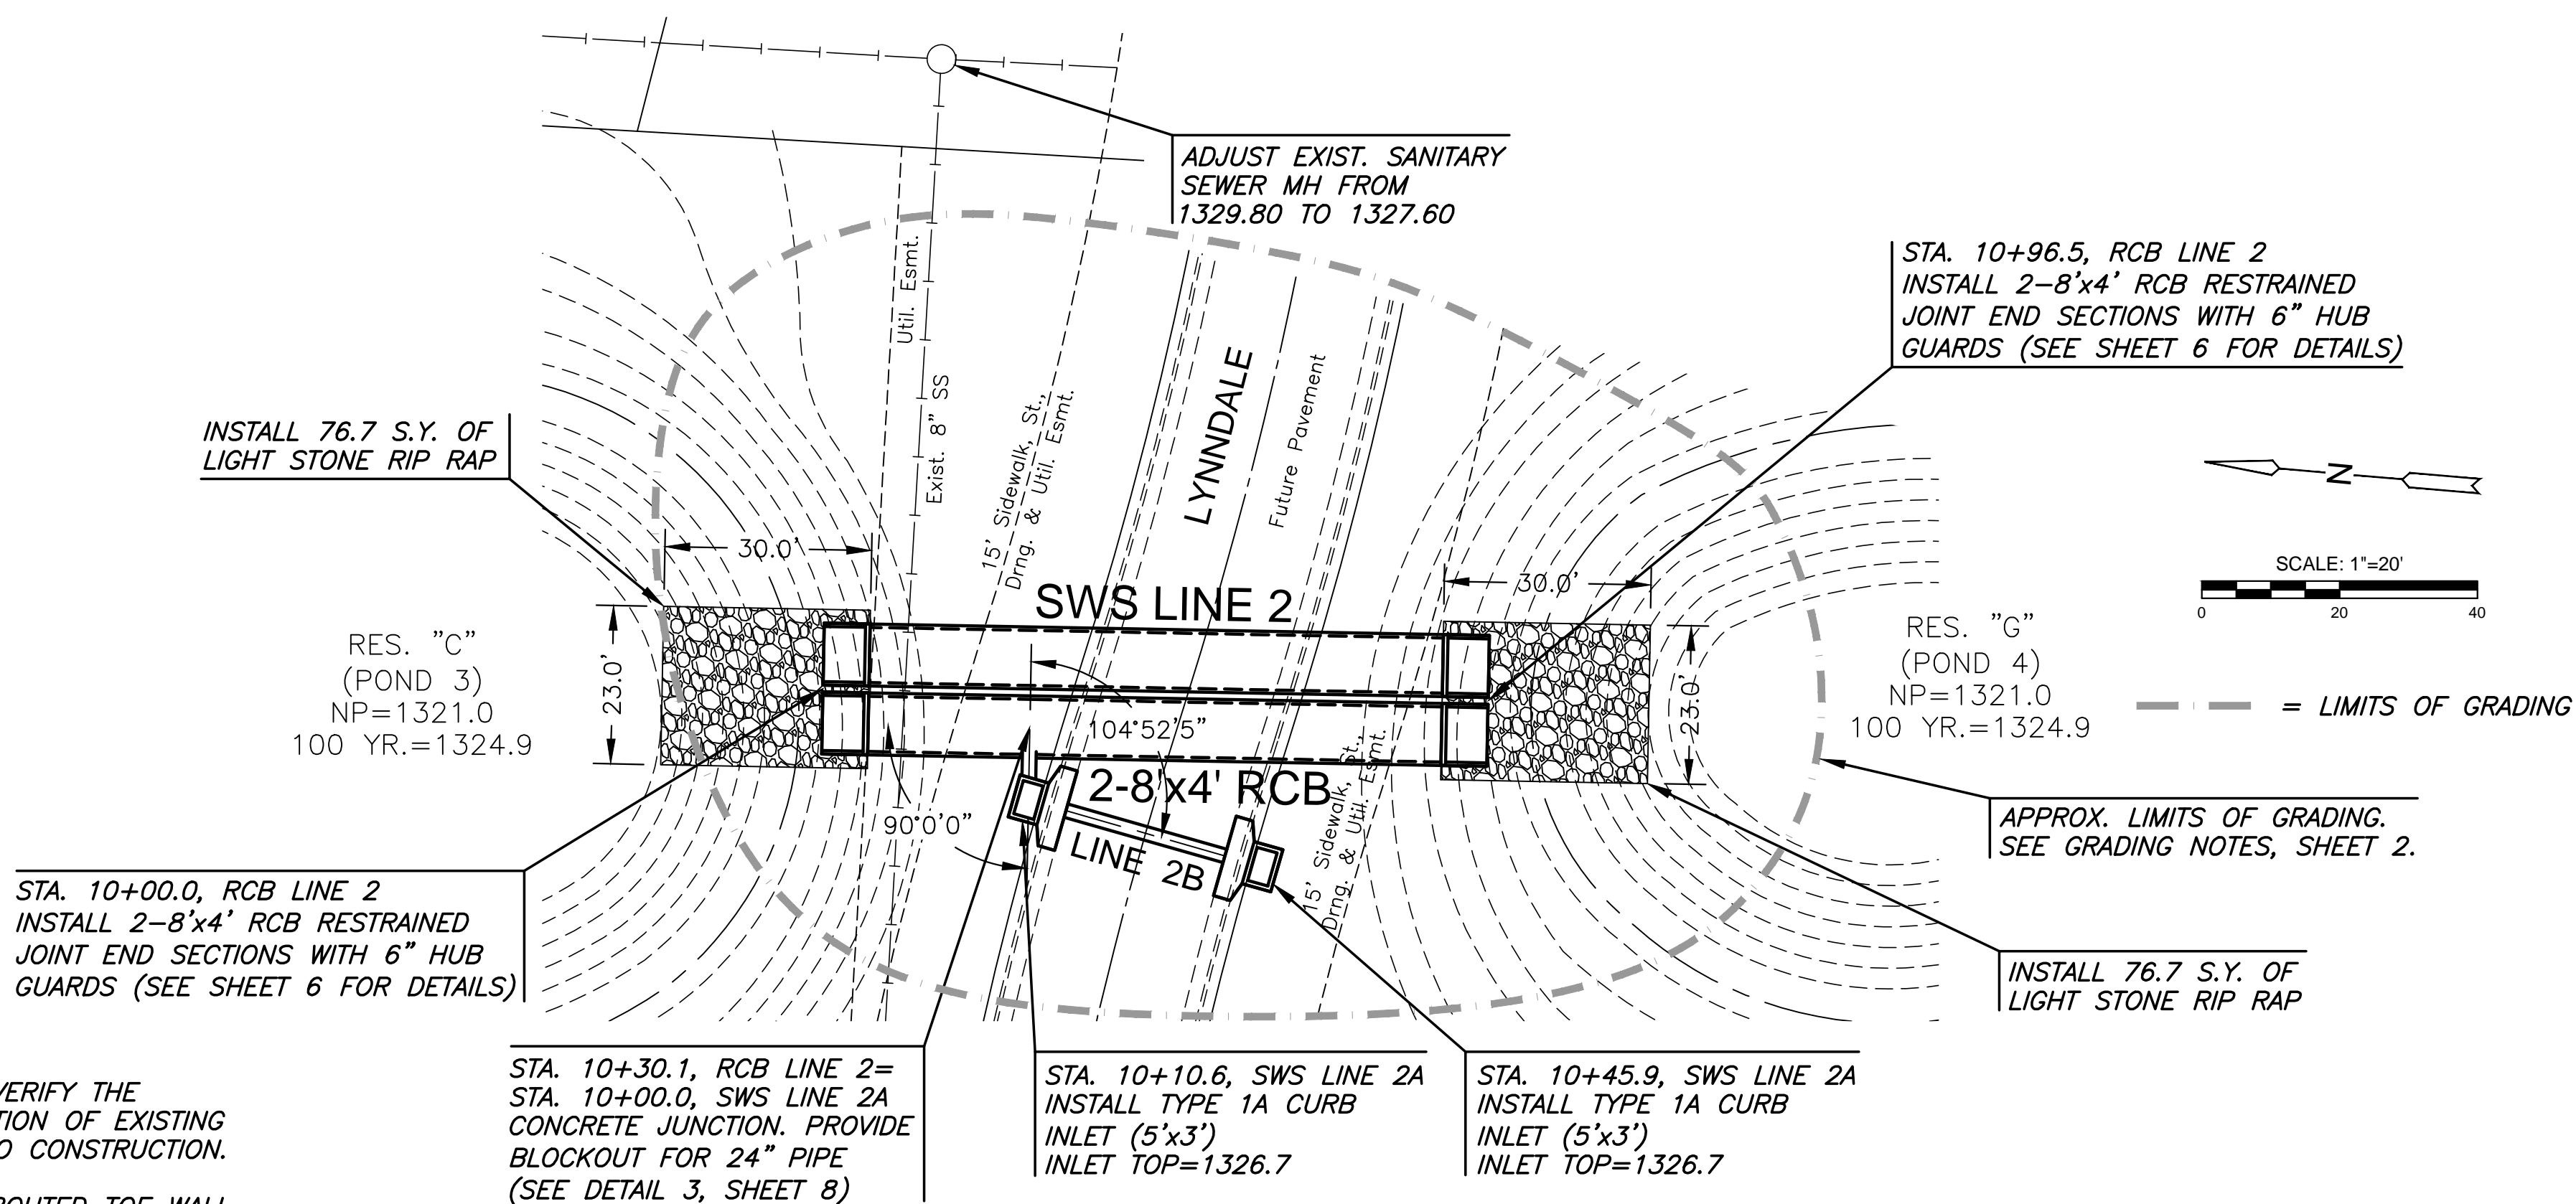 ADJUST EXIST. SANITARY
SEWER MH FROM
1329.80 TO 1327.60
STA. 10+96.5, RCB LINE 2
INSTALL 2-8'x4' RCB RESTRAINED
JOINT END SECTIONS WITH 6" HUB
GUARDS (SEE SHEET 6 FOR DETAILS)
INSTALL 76.7 S.Y. OF
LIGHT STONE RIP RAP
Util. Esmt.
Exist. 8" SS
15' Sidewalk, St.,
Drng. & Util. Esmt.
LYNNDALE
Future Pavement
N
SCALE: 1"=20'
0 20 40
30.0'
30.0'
SWS LINE 2
RES. "C"
(POND 3)
NP=1321.0
100 YR.=1324.9
23.0'
23.0'
RES. "G"
(POND 4)
NP=1321.0
100 YR.=1324.9
= LIMITS OF GRADING
104°52'5"
2-8'x4' RCB
90°0'0"
LINE 2B
15' Sidewalk, St.,
Drng. & Util. Esmt.
APPROX. LIMITS OF GRADING.
SEE GRADING NOTES, SHEET 2.
STA. 10+00.0, RCB LINE 2
INSTALL 2-8'x4' RCB RESTRAINED
JOINT END SECTIONS WITH 6" HUB
GUARDS (SEE SHEET 6 FOR DETAILS)
INSTALL 76.7 S.Y. OF
LIGHT STONE RIP RAP
STA. 10+30.1, RCB LINE 2=
STA. 10+00.0, SWS LINE 2A
CONCRETE JUNCTION. PROVIDE
BLOCKOUT FOR 24" PIPE
(SEE DETAIL 3, SHEET 8)
STA. 10+10.6, SWS LINE 2A
INSTALL TYPE 1A CURB
INLET (5'x3')
INLET TOP=1326.7
STA. 10+45.9, SWS LINE 2A
INSTALL TYPE 1A CURB
INLET (5'x3')
INLET TOP=1326.7
VERIFY THE
TION OF EXISTING
O CONSTRUCTION.
TOE WALL